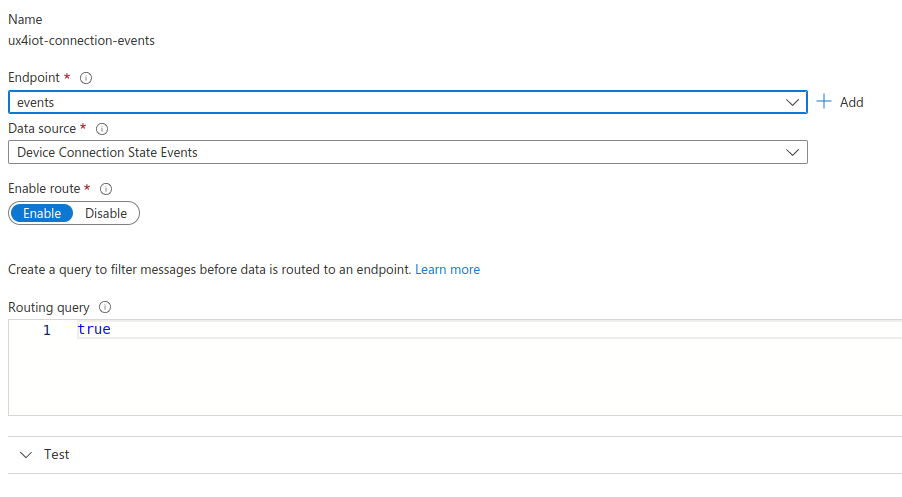 Name
ux4iot-connection-events
Endpoint *
events
Add
Data source *
Device Connection State Events
Enable route *
Enable Disable
Create a query to filter messages before data is routed to an endpoint. Learn more
Routing query
1 true
Test